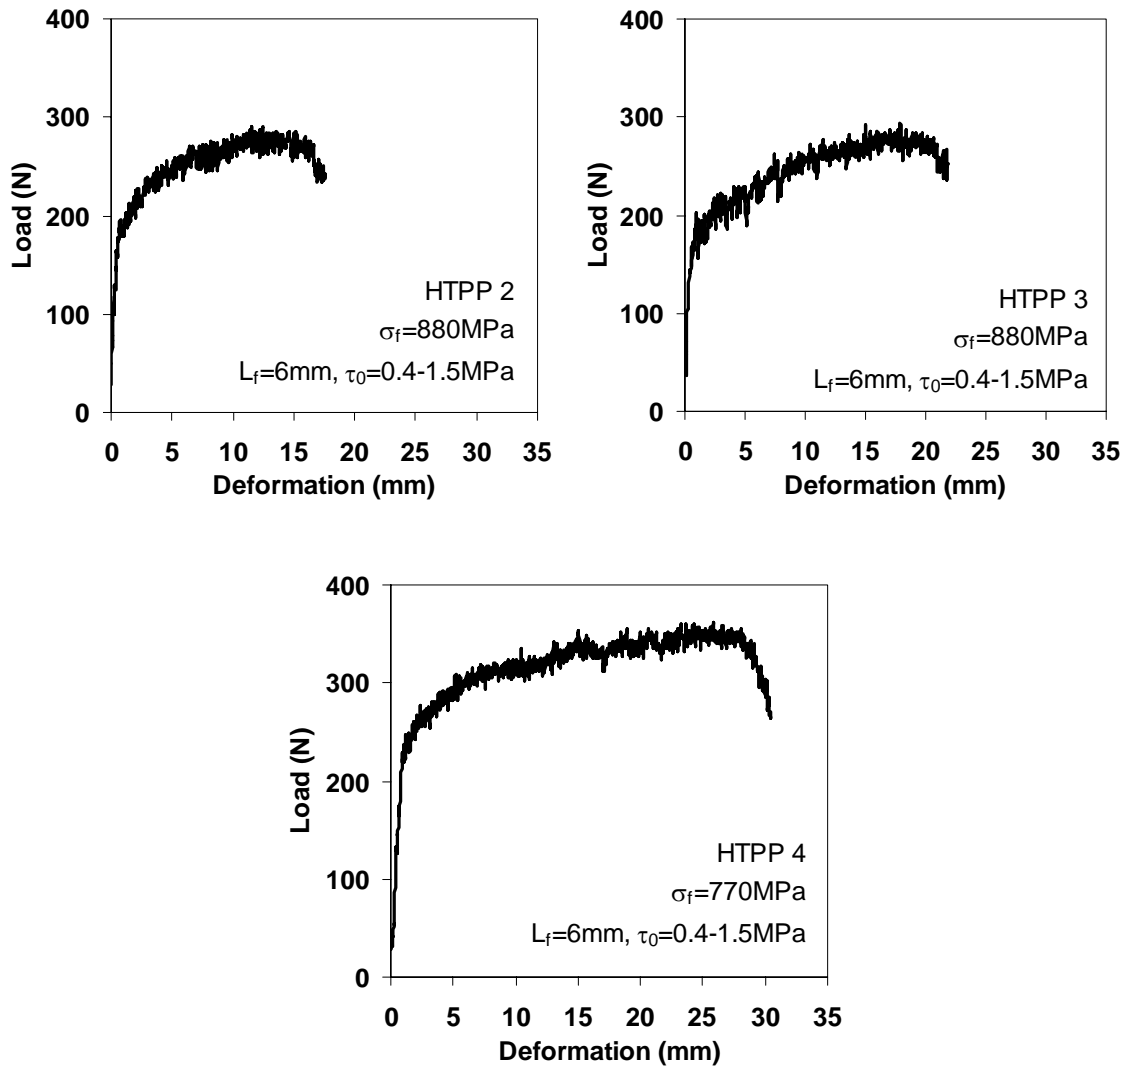 400
300
200
100
0
Load (N)
HTPP 2
σf=880MPa
Lf=6mm, τ0=0.4-1.5MPa
0 5 10 15 20 25 30 35
Deformation (mm)
400
300
200
100
0
Load (N)
HTPP 3
σf=880MPa
Lf=6mm, τ0=0.4-1.5MPa
0 5 10 15 20 25 30 35
Deformation (mm)
400
300
200
100
0
Load (N)
HTPP 4
σf=770MPa
Lf=6mm, τ0=0.4-1.5MPa
0 5 10 15 20 25 30 35
Deformation (mm)